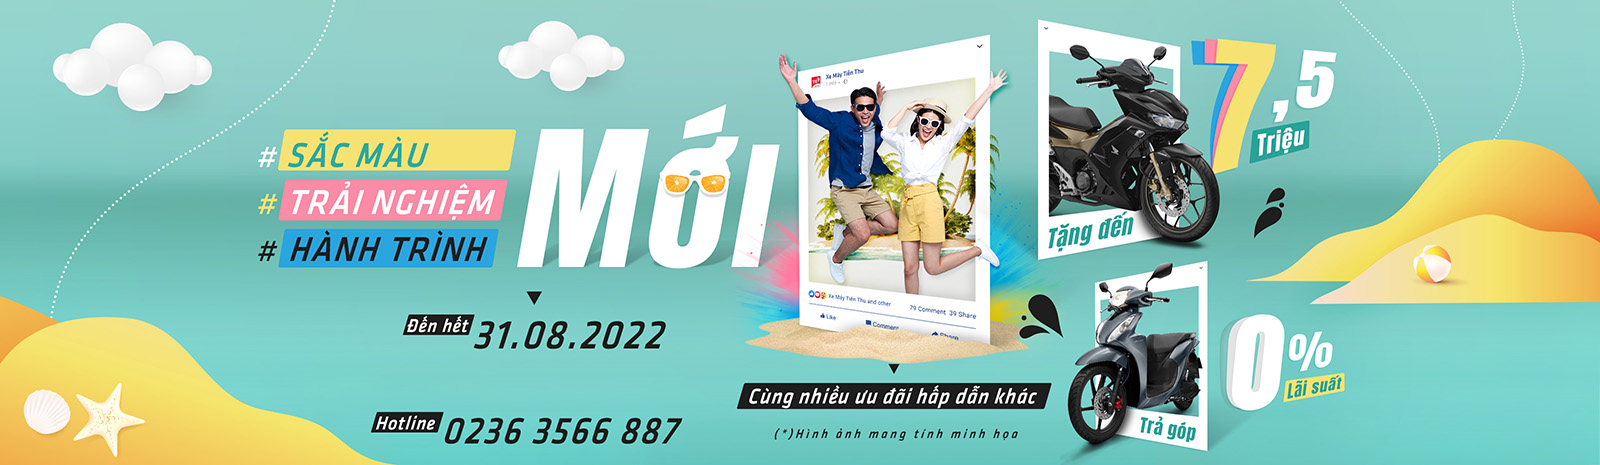 # SẮC MÀU
# TRẢI NGHIỆM
# HÀNH TRÌNH
MỚI
Đến hết 31.08.2022
Hotline 0236 3566 887
Xe Máy Tiến Thu
Xe Máy Tiến Thu and other 79 Comment 39 Share
Like Comment Share
Cùng nhiều ưu đãi hấp dẫn khác
(*)Hình ảnh mang tính minh họa
Tặng đến
7,5
Triệu
0%
Lãi suất
Trả góp